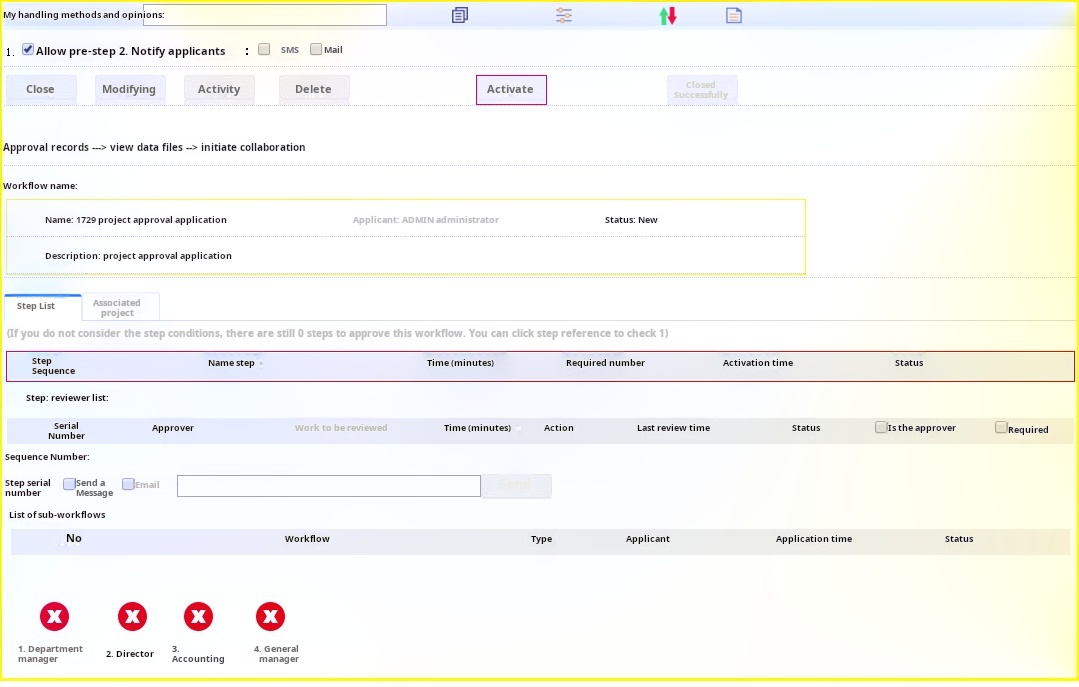 My handling methods and opinions:
1. Allow pre-step 2. Notify applicants : SMS Mail
Close Modifying Activity Delete Activate Closed Successfully
Approval records ---> view data files --> initiate collaboration
Workflow name:
Name: 1729 project approval application Applicant: ADMIN administrator Status: New
Description: project approval application
Step List Associated project
(If you do not consider the step conditions, there are still 0 steps to approve this workflow. You can click step reference to check 1)
Step Sequence Name step Time (minutes) Required number Activation time Status
Step: reviewer list:
Serial Number Approver Work to be reviewed Time (minutes) Action Last review time Status Is the approver Required
Sequence Number:
Step serial number Send a Message Email
List of sub-workflows
No Workflow Type Applicant Application time Status
1. Department manager
2. Director
3. Accounting
4. General manager